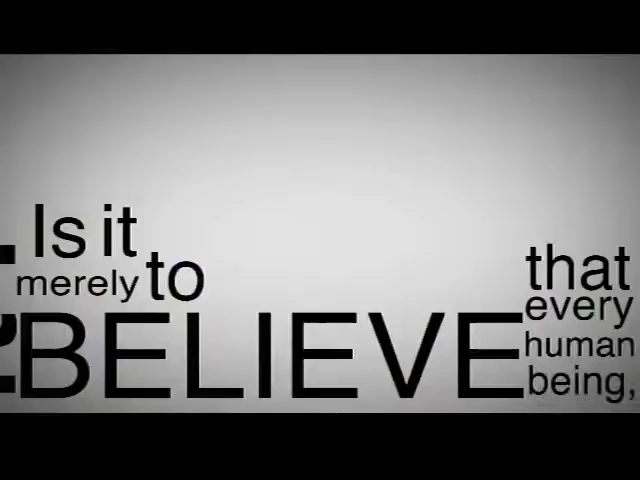 Is it
merely to
BELIEVE
that
every
human
being,